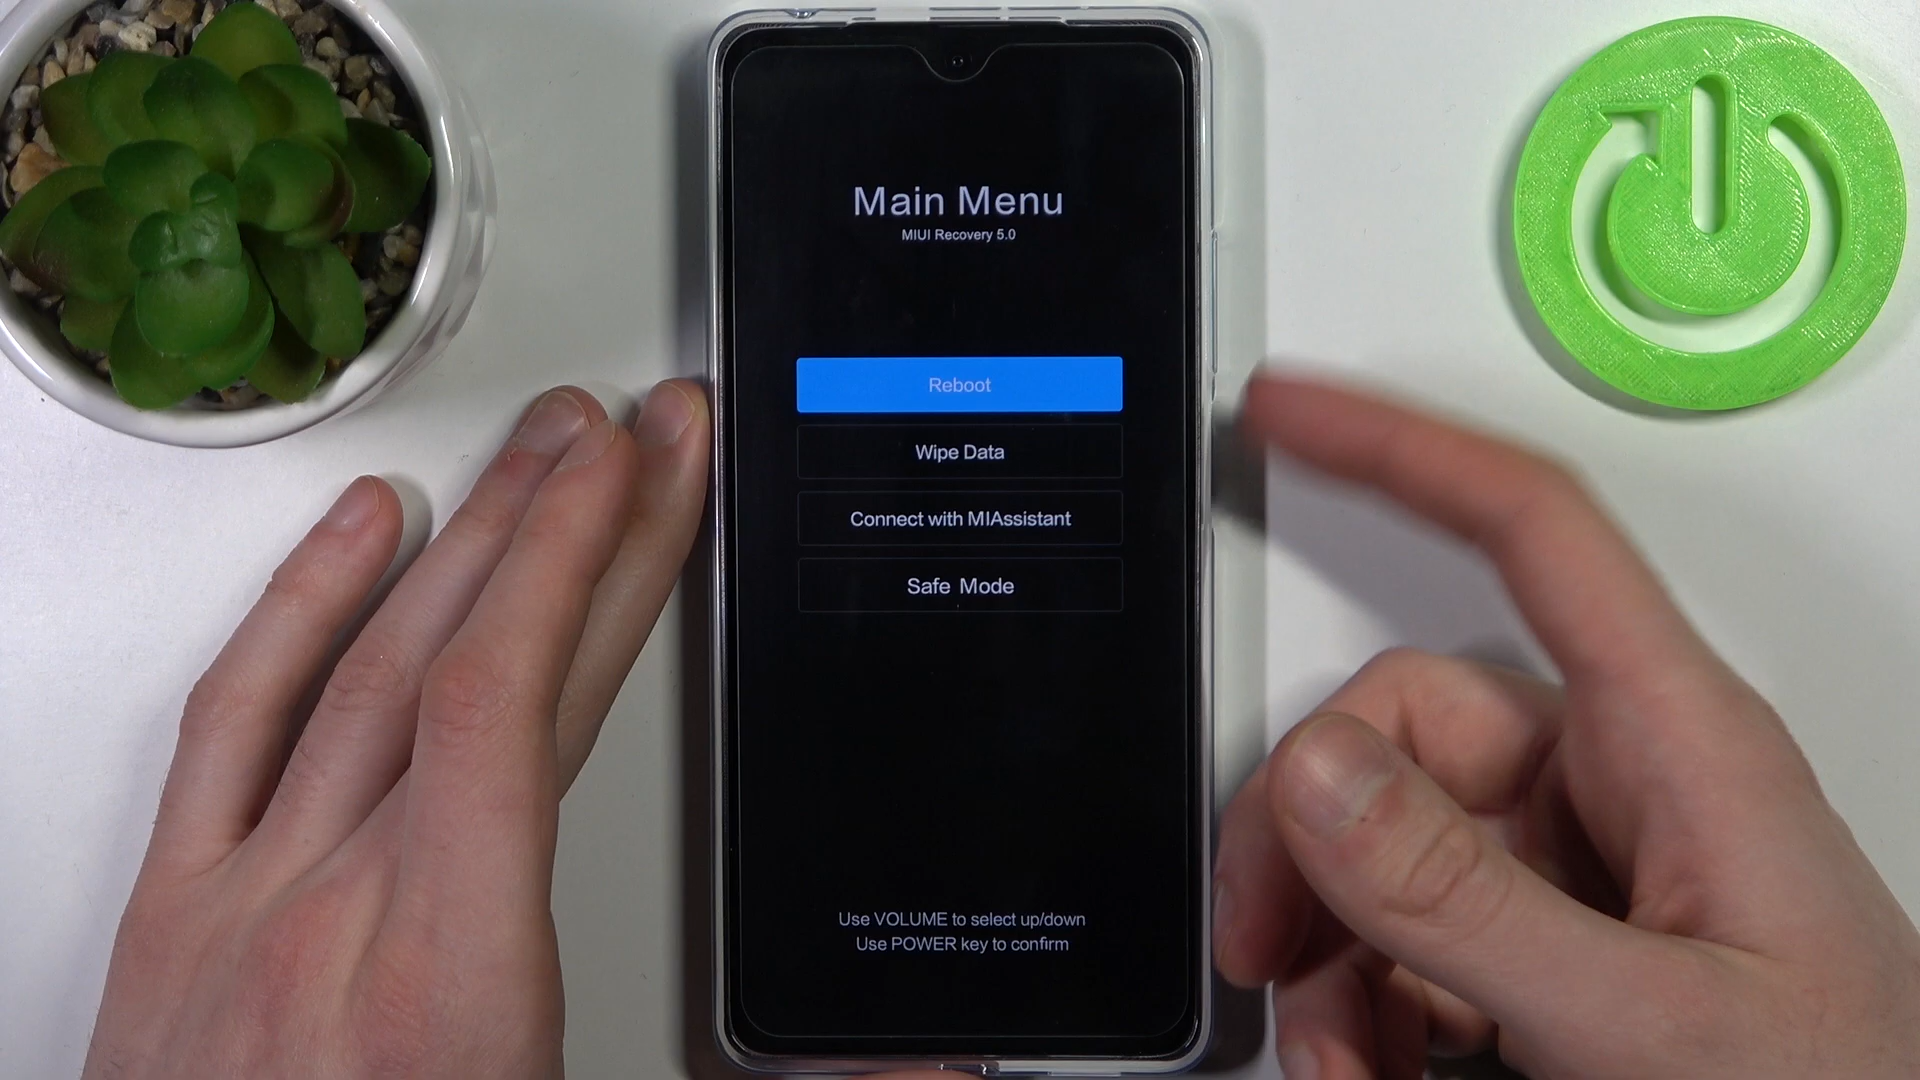 Main Menu
MIUI Recovery 5.0
Reboot
Wipe Data
Connect with MIAssistant
Safe Mode
Use VOLUME to select up/down
Use POWER key to confirm